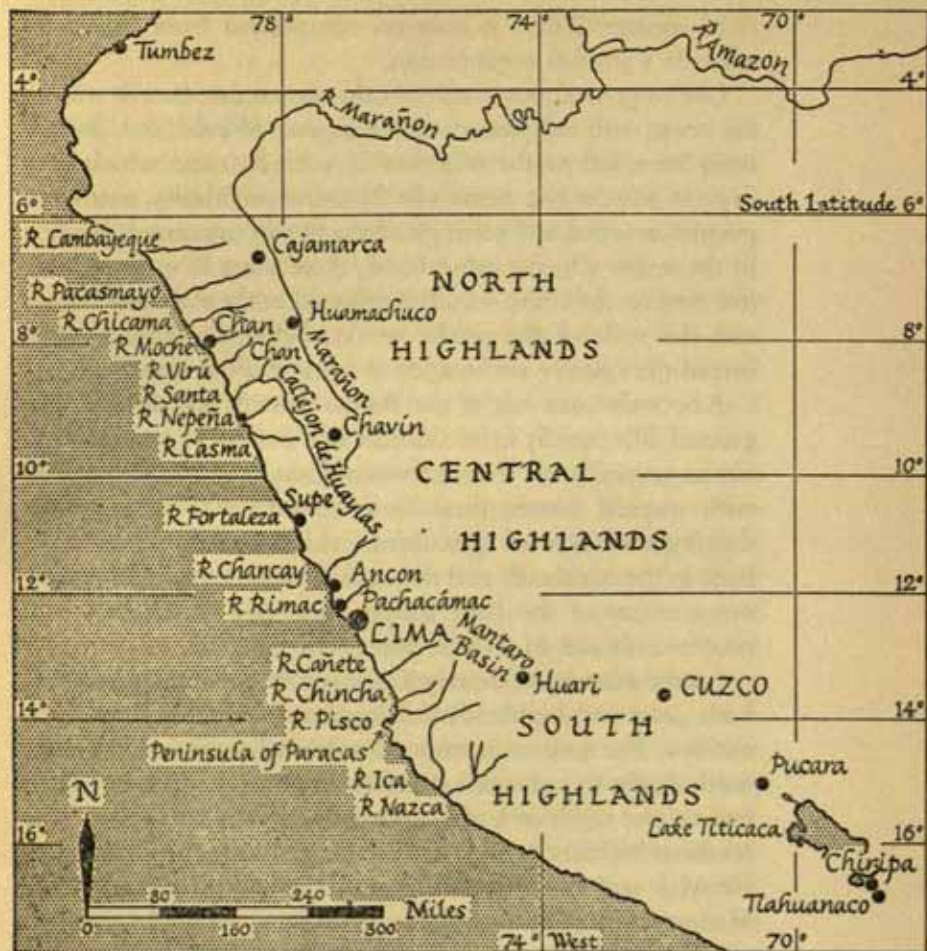 78
74
70
Tumbez
R. Amazon
4°
4°
R. Marañon
6°
South Latitude 6°
R. Lambayeque
Cajamarca
NORTH
R. Pacasmayo
Huamachuco
R. Chicama
Chan
8°
8°
HIGHLANDS
R. Moche
Chan
Marañon
R. Virú
R. Santa
Callejon de Huaylas
R. Nepeña
Chavín
R. Casma
10°
CENTRAL
10°
Supe
R. Fortaleza
HIGHLANDS
R. Chancay
Ancon
12°
12°
R. Rimac
Pachacámac
LIMA
Mantaro
Basin
R. Cañete
Huari
CUZCO
R. Chincha
14°
14°
R. Pisco
SOUTH
Peninsula of Paracas
Pucara
R. Ica
N
HIGHLANDS
R. Nazca
Lake Titicaca
16°
16°
Chiripa
Tiahuanaco
80
240
Miles
0
160
300
74° West
70°